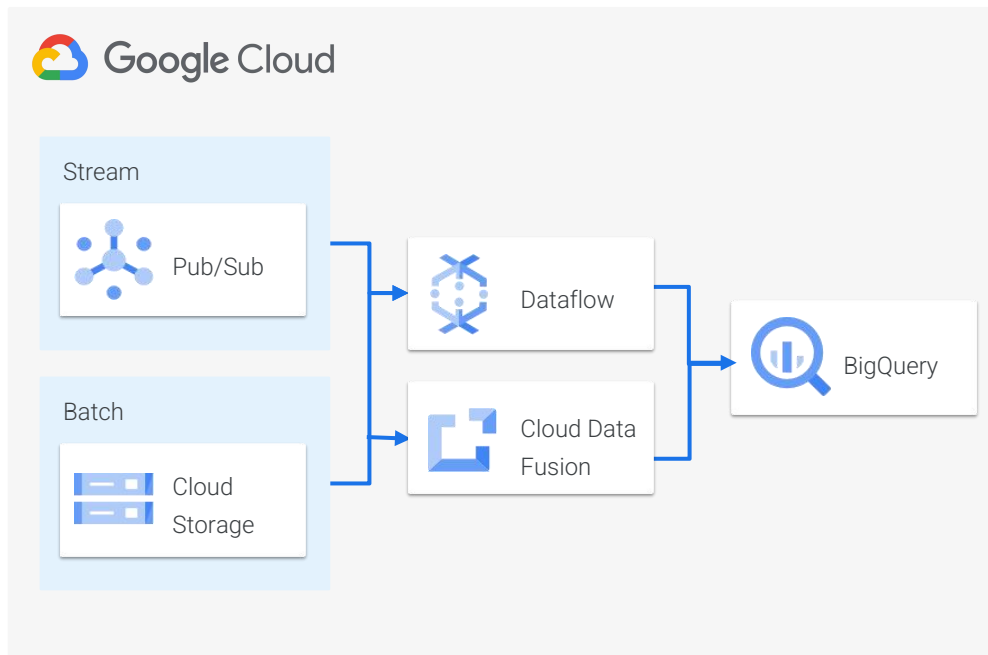 Google Cloud
Stream
Pub/Sub
Dataflow
BigQuery
Cloud Data
Fusion
Batch
Cloud
Storage